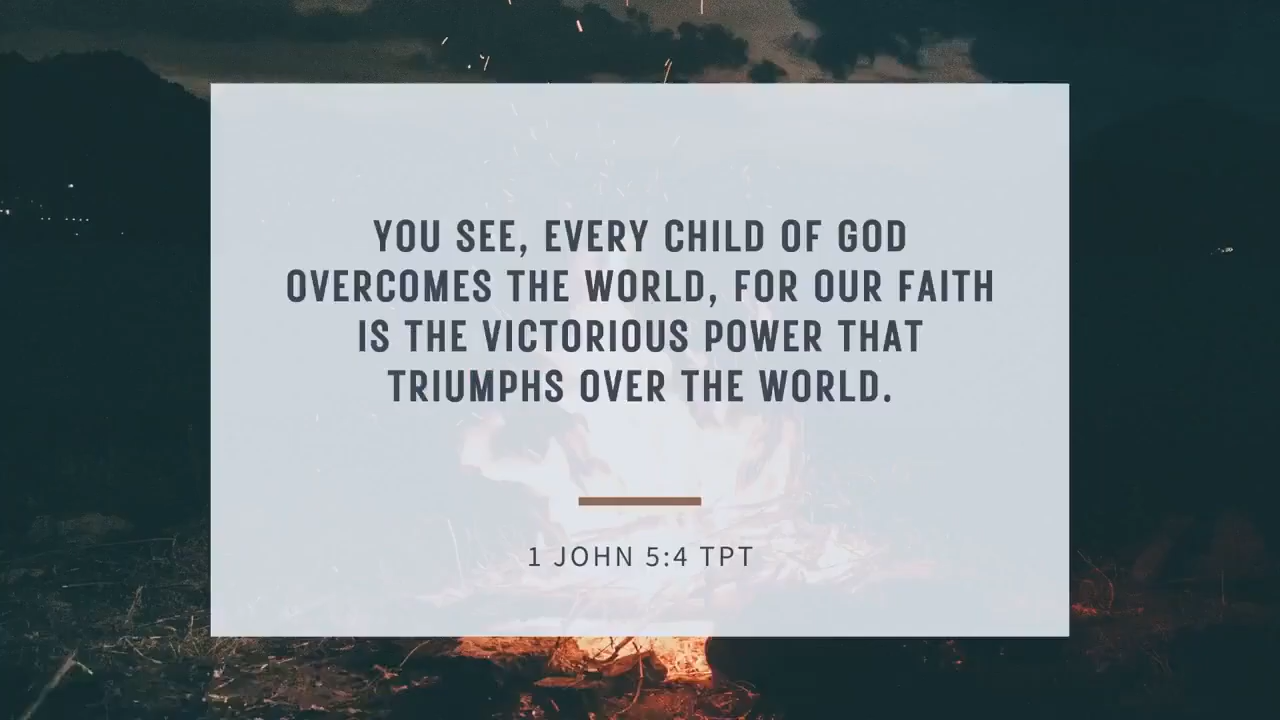 YOU SEE, EVERY CHILD OF GOD
OVERCOMES THE WORLD, FOR OUR FAITH
IS THE VICTORIOUS POWER THAT
TRIUMPHS OVER THE WORLD.
1 JOHN 5:4 TPT